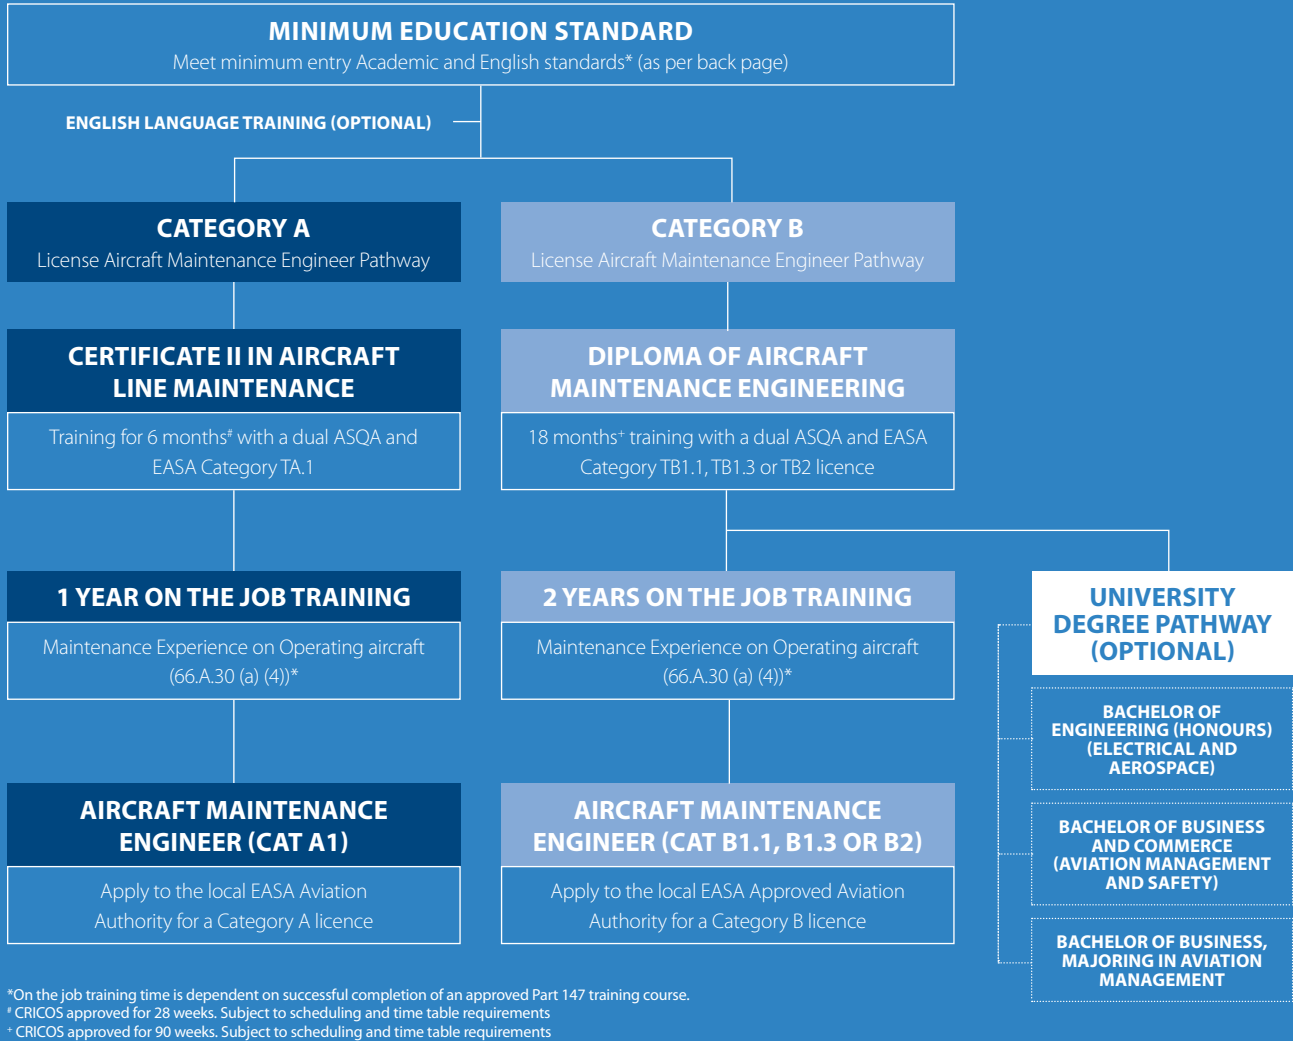 MINIMUM EDUCATION STANDARD
Meet minimum entry Academic and English standards* (as per back page)
ENGLISH LANGUAGE TRAINING (OPTIONAL)
CATEGORY A
License Aircraft Maintenance Engineer Pathway
CATEGORY B
License Aircraft Maintenance Engineer Pathway
CERTIFICATE II IN AIRCRAFT
LINE MAINTENANCE
Training for 6 months# with a dual ASQA and
EASA Category TA.1
DIPLOMA OF AIRCRAFT
MAINTENANCE ENGINEERING
18 months+ training with a dual ASQA and EASA
Category TB1.1, TB1.3 or TB2 licence
1 YEAR ON THE JOB TRAINING
Maintenance Experience on Operating aircraft
(66.A.30 (a) (4))*
2 YEARS ON THE JOB TRAINING
Maintenance Experience on Operating aircraft
(66.A.30 (a) (4))*
UNIVERSITY
DEGREE PATHWAY
(OPTIONAL)
BACHELOR OF
ENGINEERING (HONOURS)
(ELECTRICAL AND
AEROSPACE)
BACHELOR OF BUSINESS
AND COMMERCE
(AVIATION MANAGEMENT
AND SAFETY)
BACHELOR OF BUSINESS,
MAJORING IN AVIATION
MANAGEMENT
AIRCRAFT MAINTENANCE
ENGINEER (CAT A1)
Apply to the local EASA Aviation
Authority for a Category A licence
AIRCRAFT MAINTENANCE
ENGINEER (CAT B1.1, B1.3 OR B2)
Apply to the local EASA Approved Aviation
Authority for a Category B licence
*On the job training time is dependent on successful completion of an approved Part 147 training course.
# CRICOS approved for 28 weeks. Subject to scheduling and time table requirements
+ CRICOS approved for 90 weeks. Subject to scheduling and time table requirements